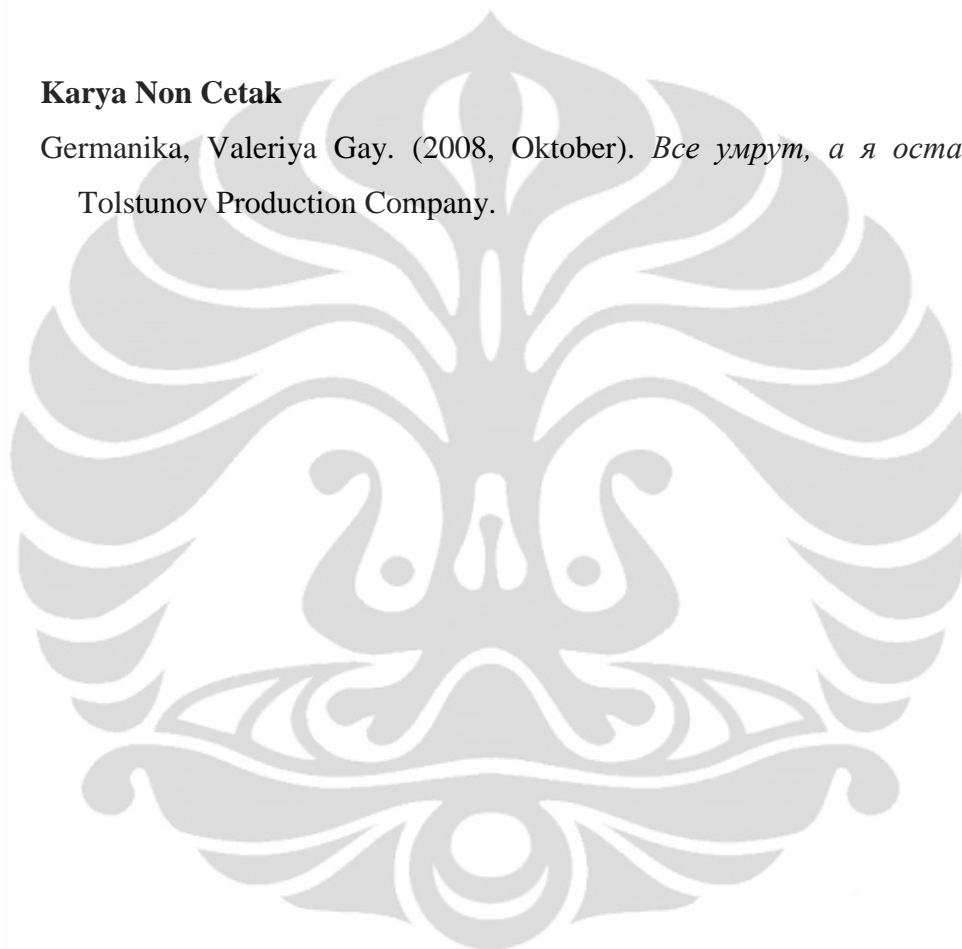 Karya Non Cetak
Germanika, Valeriya Gay. (2008, Oktober). Все умрут, а я оста
Tolstunov Production Company.